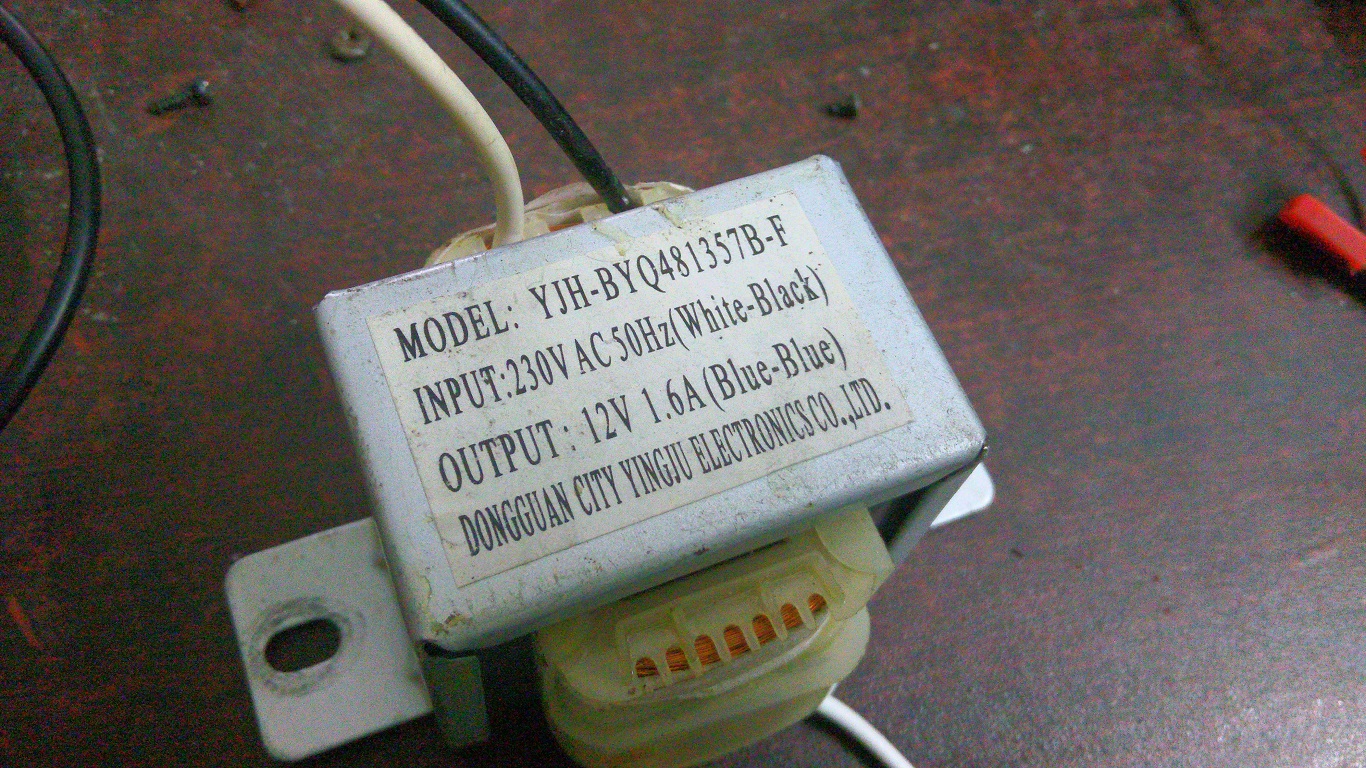 MODEL: YJH-BYQ481357B-F
INPUT:230V AC 50Hz(White-Black)
OUTPUT: 12V 1.6A (Blue-Blue)
DONGGUAN CITY YINGJU ELECTRONICS CO.,LTD.